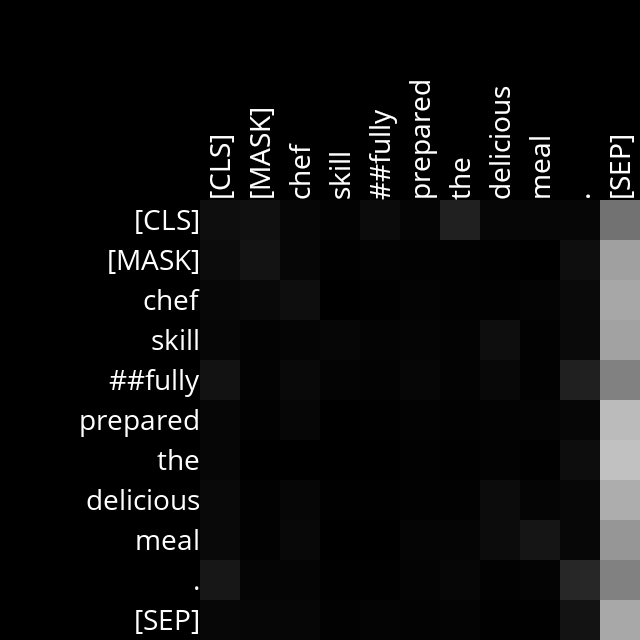 [CLS] [MASK] chef skill ##fully prepared the delicious meal . [SEP]
[CLS]
[MASK]
chef
skill
##fully
prepared
the
delicious
meal
.
[SEP]